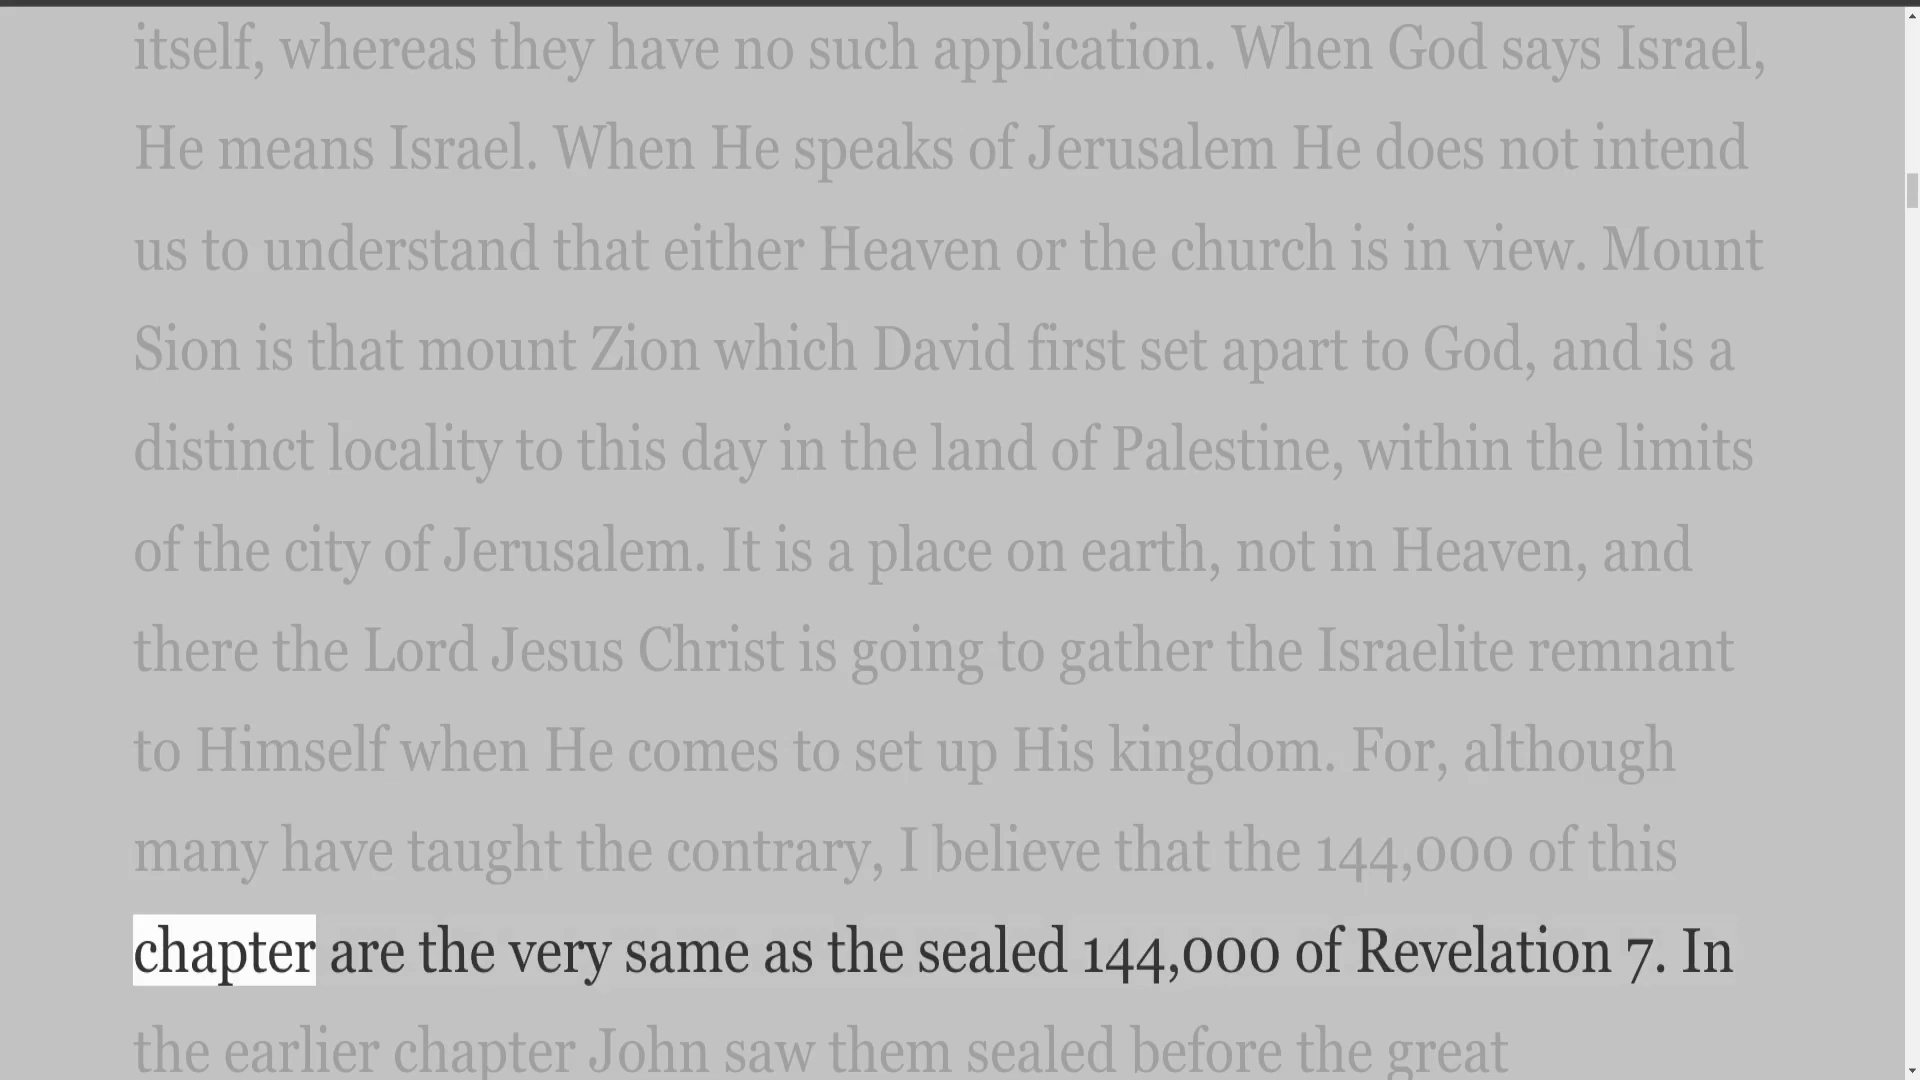 itself, whereas they have no such application. When God says Israel,
He means Israel. When He speaks of Jerusalem He does not intend
us to understand that either Heaven or the church is in view. Mount
Sion is that mount Zion which David first set apart to God, and is a
distinct locality to this day in the land of Palestine, within the limits
of the city of Jerusalem. It is a place on earth, not in Heaven, and
there the Lord Jesus Christ is going to gather the Israelite remnant
to Himself when He comes to set up His kingdom. For, although
many have taught the contrary, I believe that the 144,000 of this
chapter are the very same as the sealed 144,000 of Revelation 7. In
the earlier chapter John saw them sealed before the great